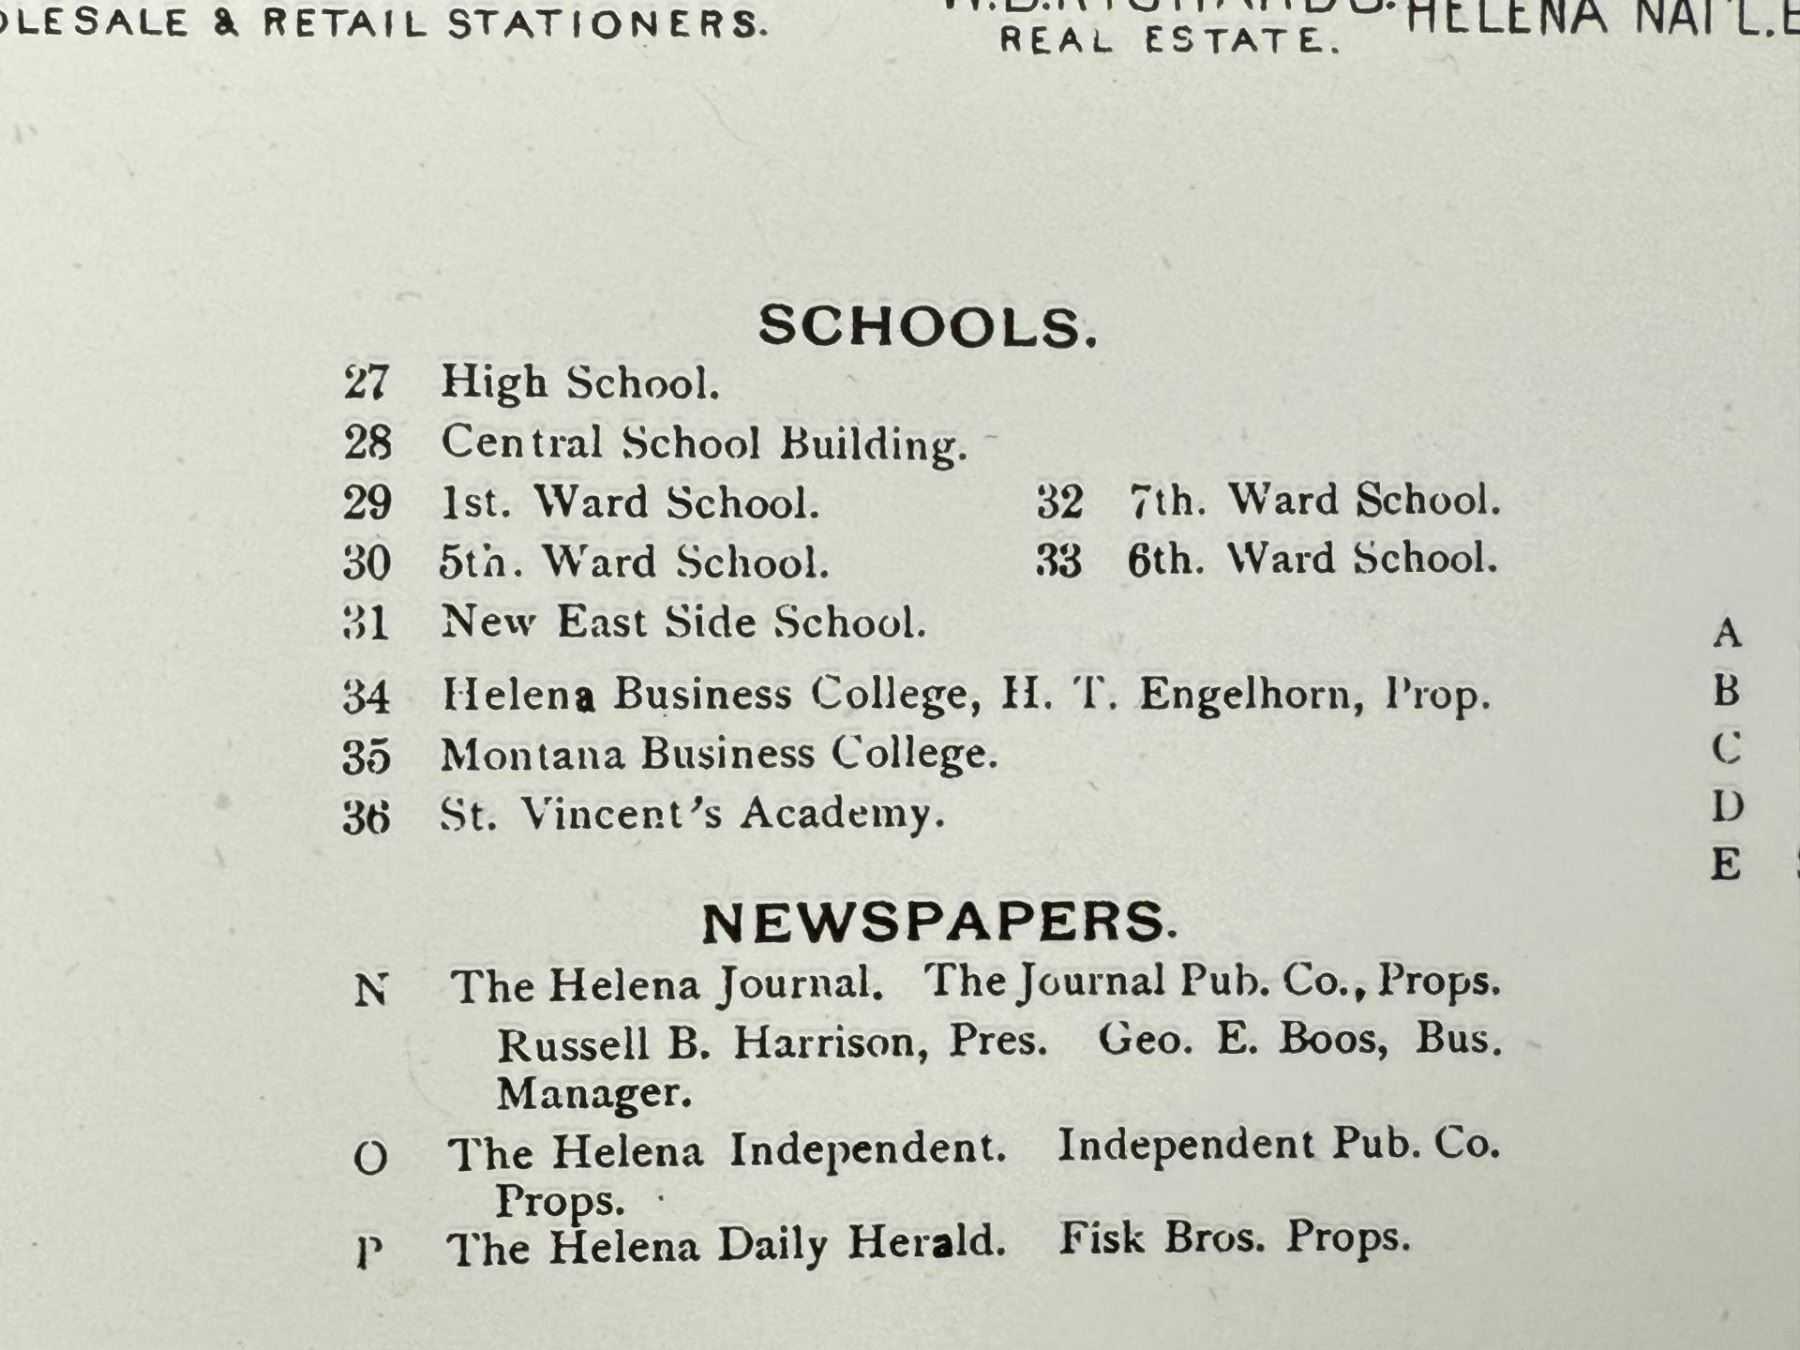 WHOLESALE & RETAIL STATIONERS.
REAL ESTATE.
HELENA NAT'L.B
SCHOOLS.
27 High School.
28 Central School Building.
29 1st. Ward School. 32 7th. Ward School.
30 5th. Ward School. 33 6th. Ward School.
31 New East Side School.
34 Helena Business College, H. T. Engelhorn, Prop.
35 Montana Business College.
36 St. Vincent's Academy.
A
B
C
D
E
NEWSPAPERS.
N The Helena Journal. The Journal Pub. Co., Props.
Russell B. Harrison, Pres. Geo. E. Boos, Bus.
Manager.
O The Helena Independent. Independent Pub. Co.
Props.
P The Helena Daily Herald. Fisk Bros. Props.